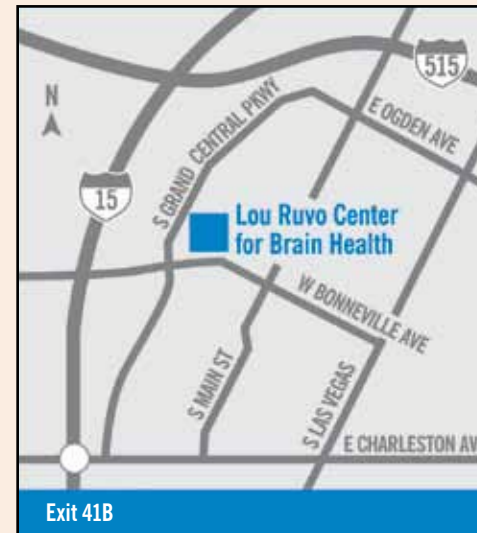 515
N
S GRAND CENTRAL PKWY
E OGDEN AVE
15
Lou Ruvo Center
for Brain Health
W BONNEVILLE AVE
S MAIN ST
S LAS VEGAS
E CHARLESTON AV
Exit 41B